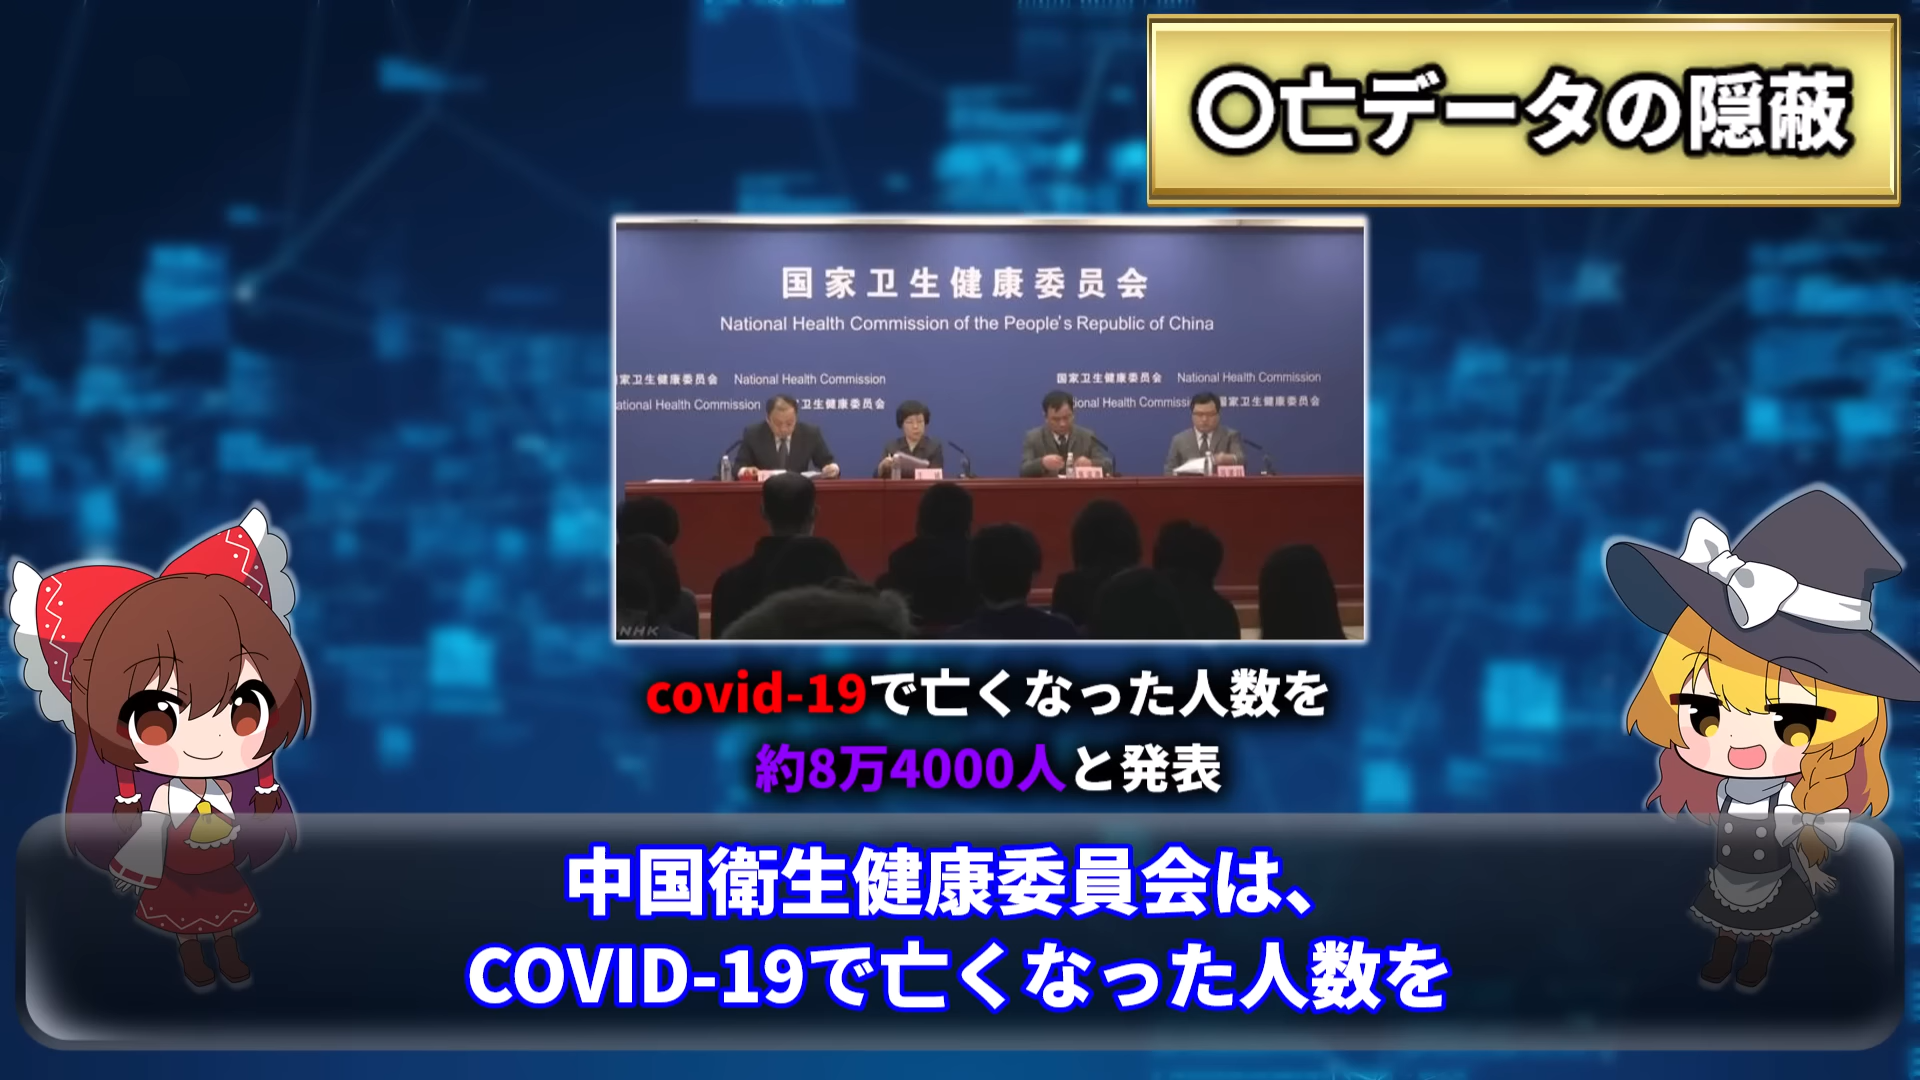 〇亡データの隠蔽
国家卫生健康委员会
National Health Commission of the People's Republic of China
家卫生健康委员会 National Health Commission
国家卫生健康委员会 National Health Commission
National Health Commission 卫生健康委员会
National Health Commission 国家卫生健康委员会
NHK
covid-19で亡くなった人数を
約8万4000人と発表
中国衛生健康委員会は、
COVID-19で亡くなった人数を